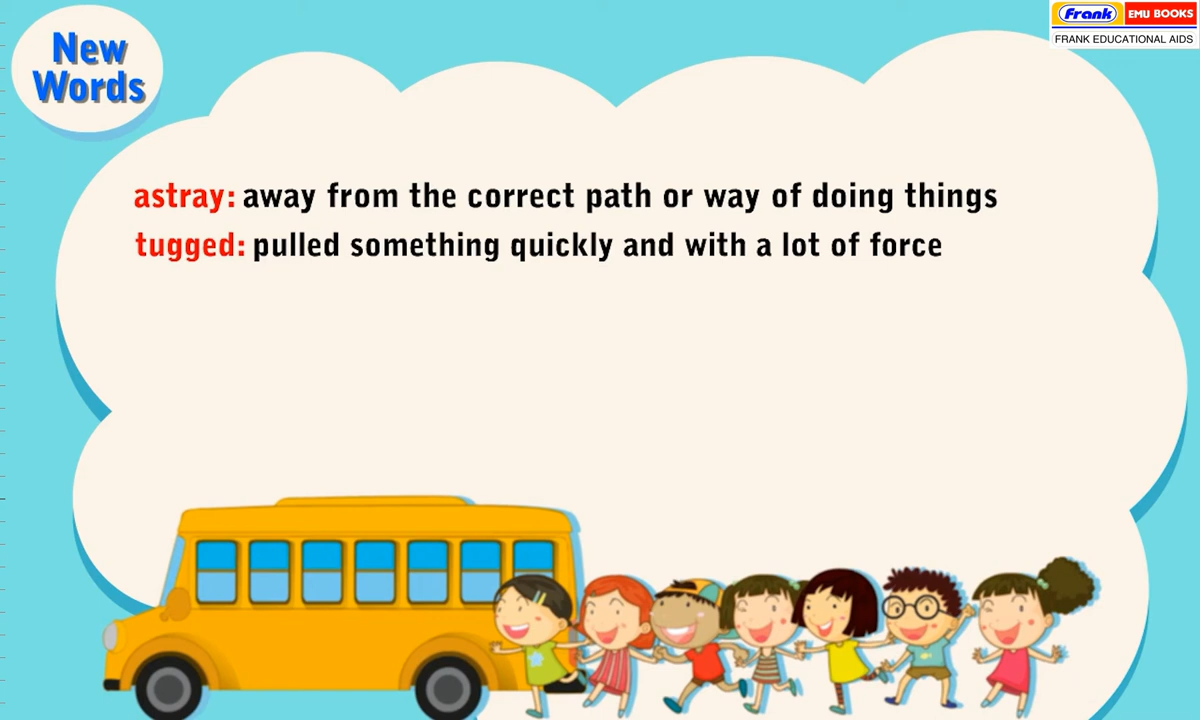 New
Words
Frank EMU BOOKS
FRANK EDUCATIONAL AIDS
astray: away from the correct path or way of doing things
tugged: pulled something quickly and with a lot of force